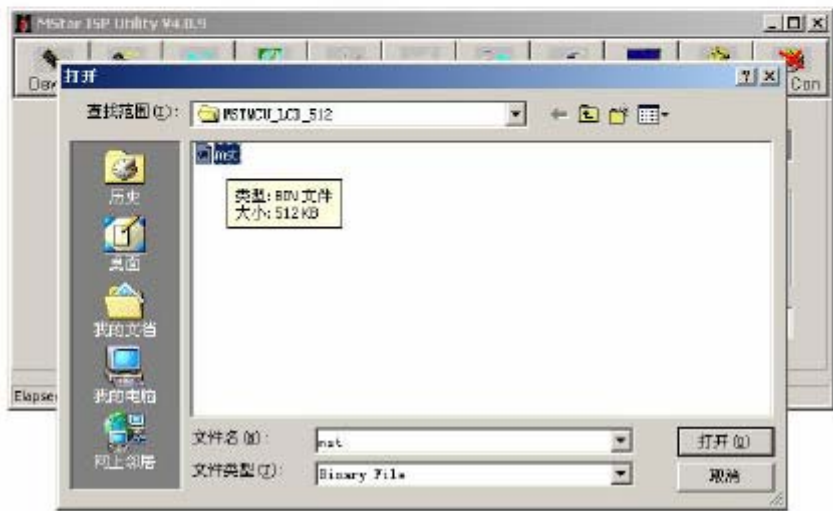 MStar ISP Utility V4.0.9
打开
Con
查找范围(I):
MSTMCU_LCD_512
mst
类型: BIN 文件
大小: 512 KB
历史
桌面
我的文档
我的电脑
网上邻居
Elapse
文件名(N):
mst
打开(O)
文件类型(T):
Binary File
取消